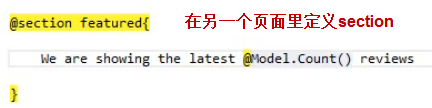 @section featured{ 在另一个页面里定义section
We are showing the latest @Model.Count() reviews
}